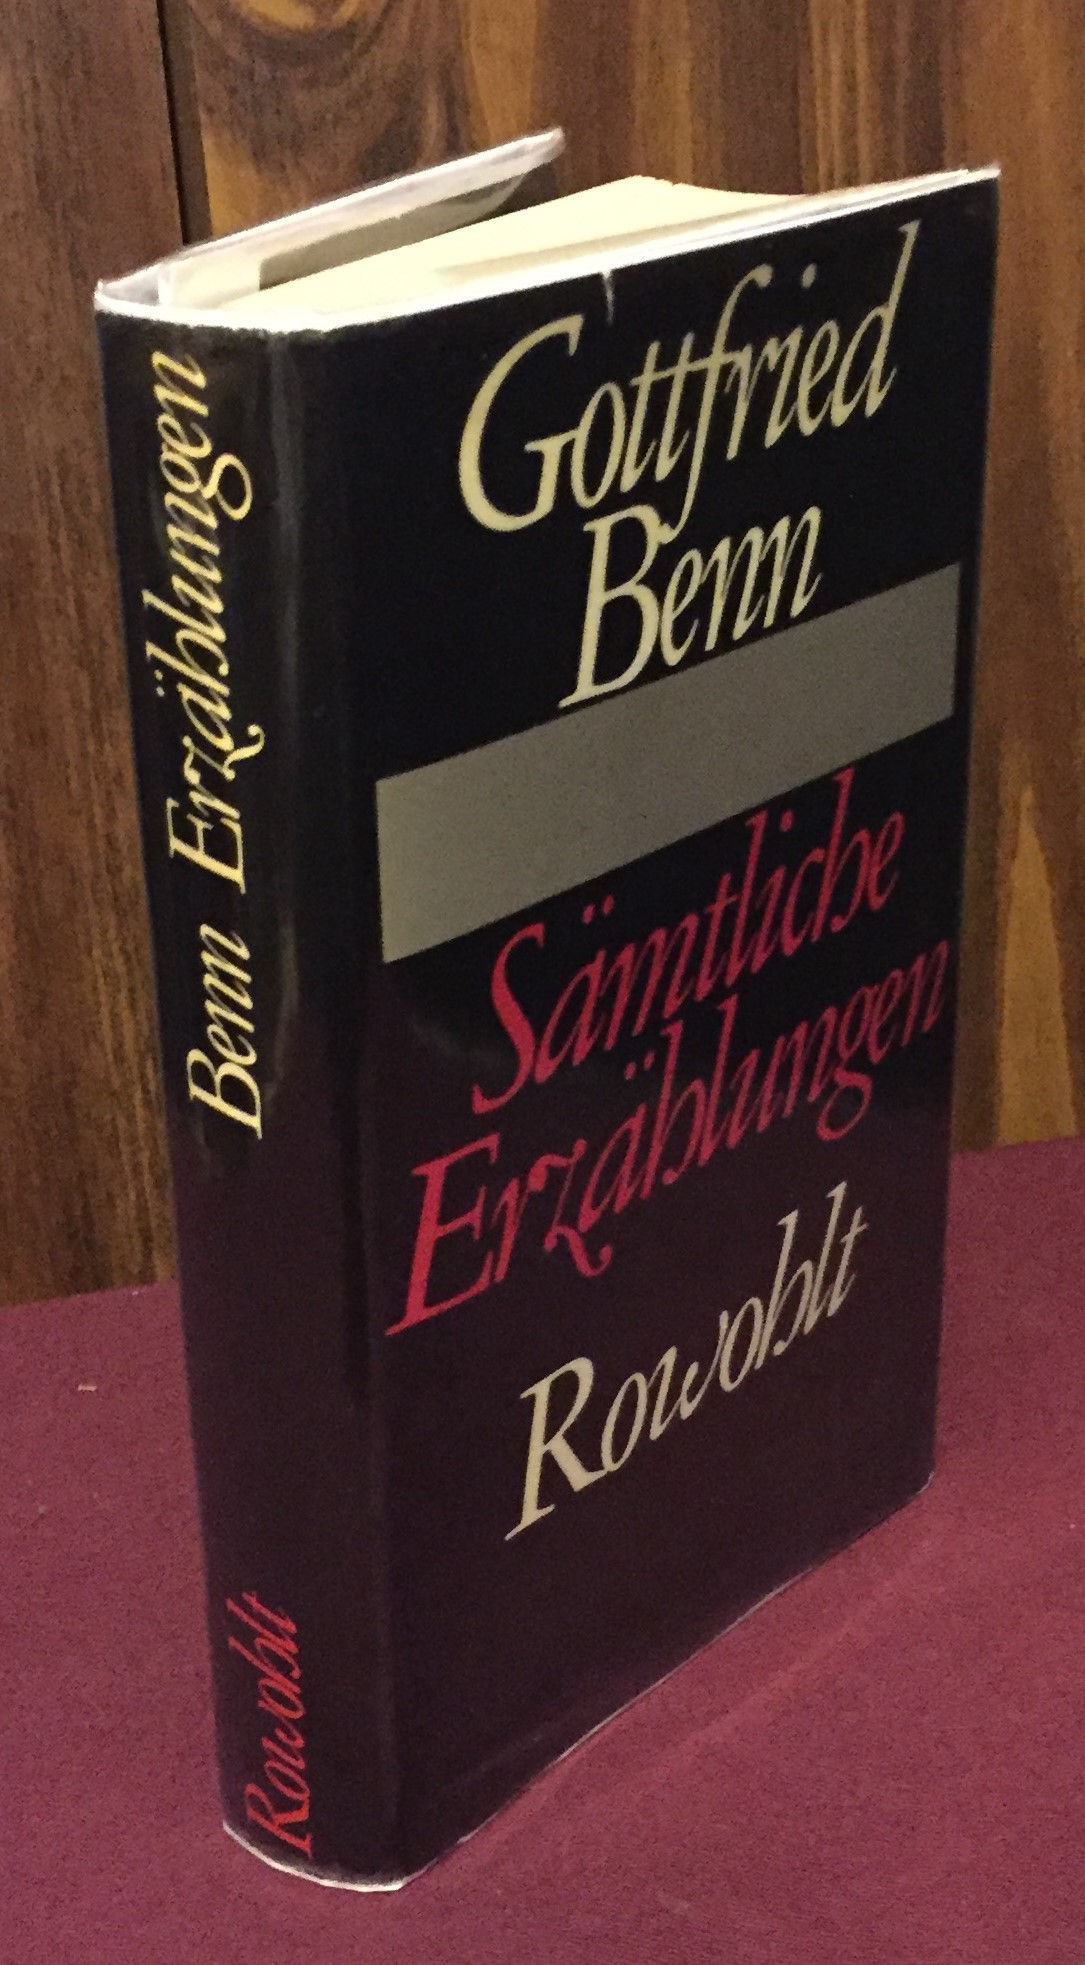 Benn Erzählungen
Rowohlt
Gottfried
Benn
Sämtliche
Erzählungen
Rowohlt